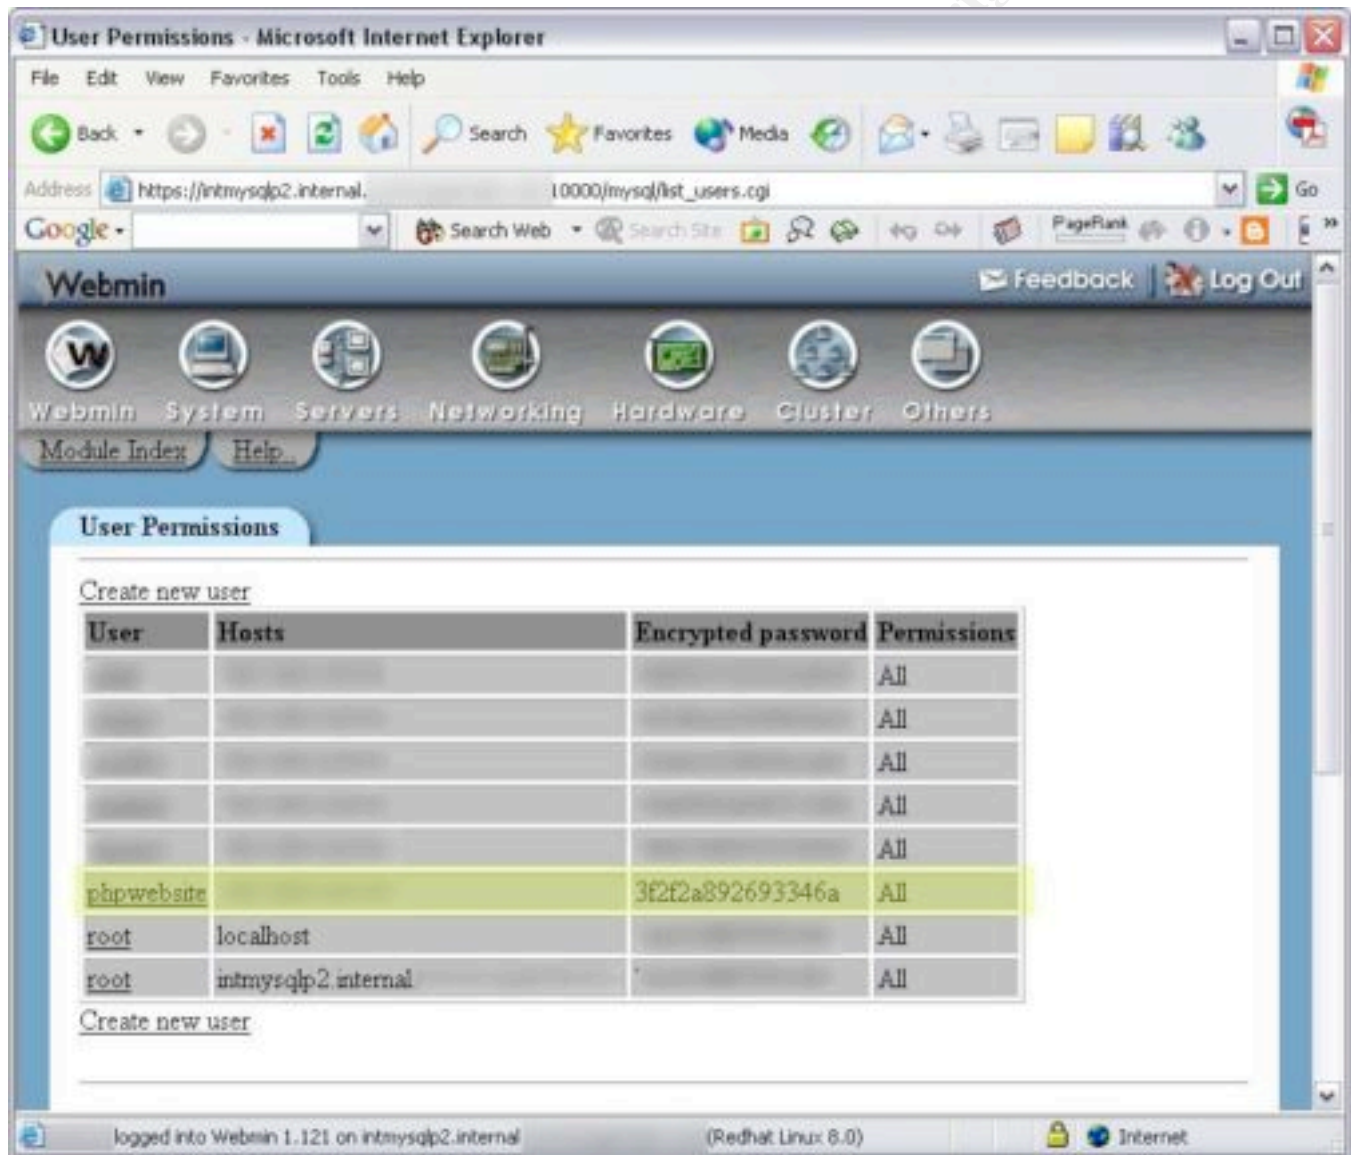 User Permissions - Microsoft Internet Explorer
File Edit View Favorites Tools Help
Back Search Favorites Media
Address https://intmysqlp2.internal. 10000/mysql/list_users.cgi Go
Google Search Web Search Site PageRank
Webmin Feedback Log Out
W
Webmin System Servers Networking Hardware Cluster Others
Module Index Help..
User Permissions
Create new user
User Hosts Encrypted password Permissions
All
All
All
All
All
phpwebsite 3f2f2a892693346a All
root localhost All
root intmysqlp2.internal All
Create new user
logged into Webmin 1.121 on intmysqlp2.internal (Redhat Linux 8.0) Internet